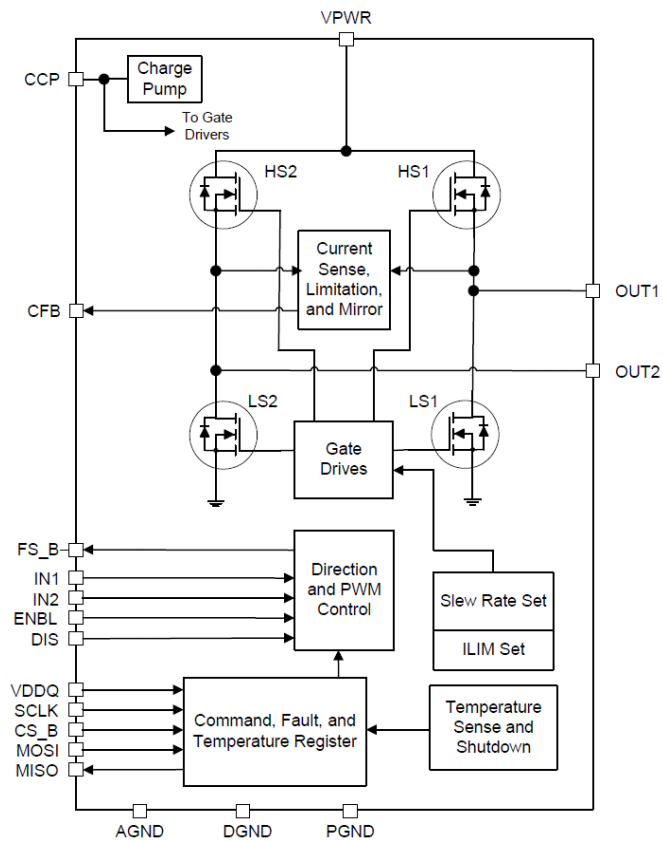 VPWR
CCP
Charge
Pump
To Gate
Drivers
HS2
HS1
Current
Sense,
Limitation,
and Mirror
OUT1
CFB
OUT2
LS2
LS1
Gate
Drives
FS_B
IN1
IN2
ENBL
DIS
Direction
and PWM
Control
Slew Rate Set
ILIM Set
VDDQ
SCLK
CS_B
MOSI
MISO
Command, Fault, and
Temperature Register
Temperature
Sense and
Shutdown
AGND
DGND
PGND